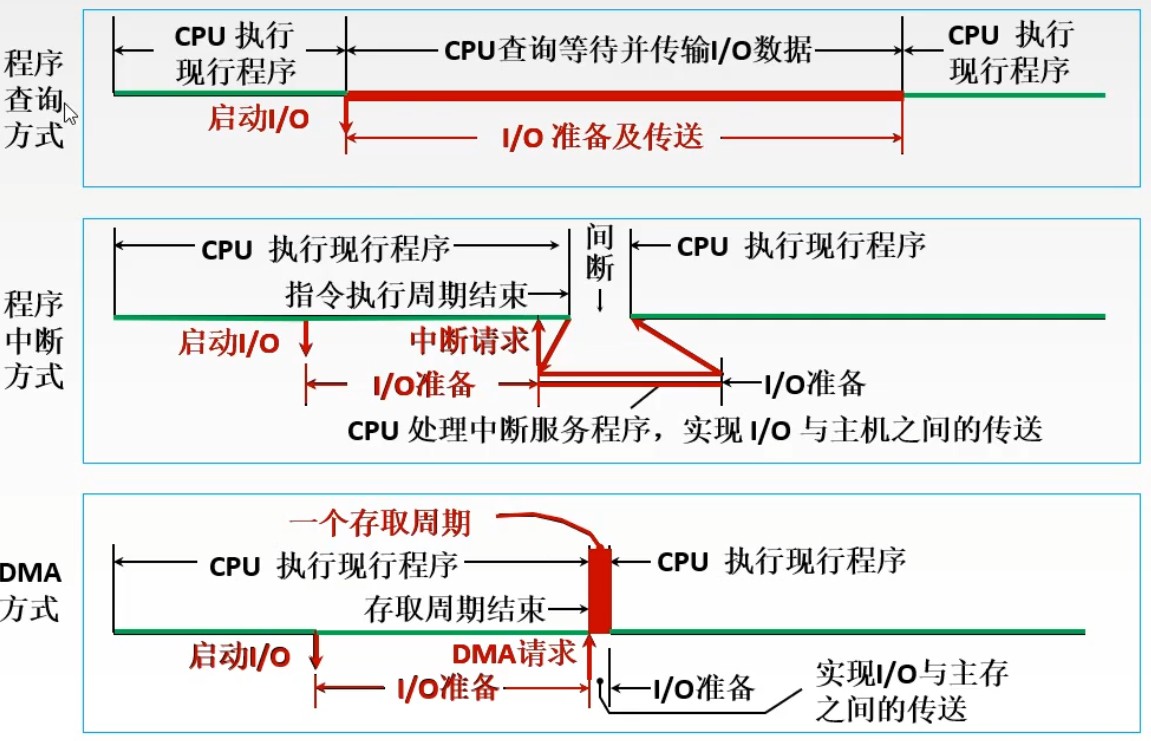 程序
查询
方式
CPU 执行
现行程序
CPU查询等待并传输I/O数据
CPU 执行
现行程序
启动I/O
I/O 准备及传送
程序
中断
方式
CPU 执行现行程序
间
断
CPU 执行现行程序
指令执行周期结束
启动I/O
中断请求
I/O准备
I/O准备
CPU 处理中断服务程序，实现 I/O 与主机之间的传送
DMA
方式
一个存取周期
CPU 执行现行程序
CPU 执行现行程序
存取周期结束
启动I/O
DMA请求
I/O准备
I/O准备
实现I/O与主存
之间的传送